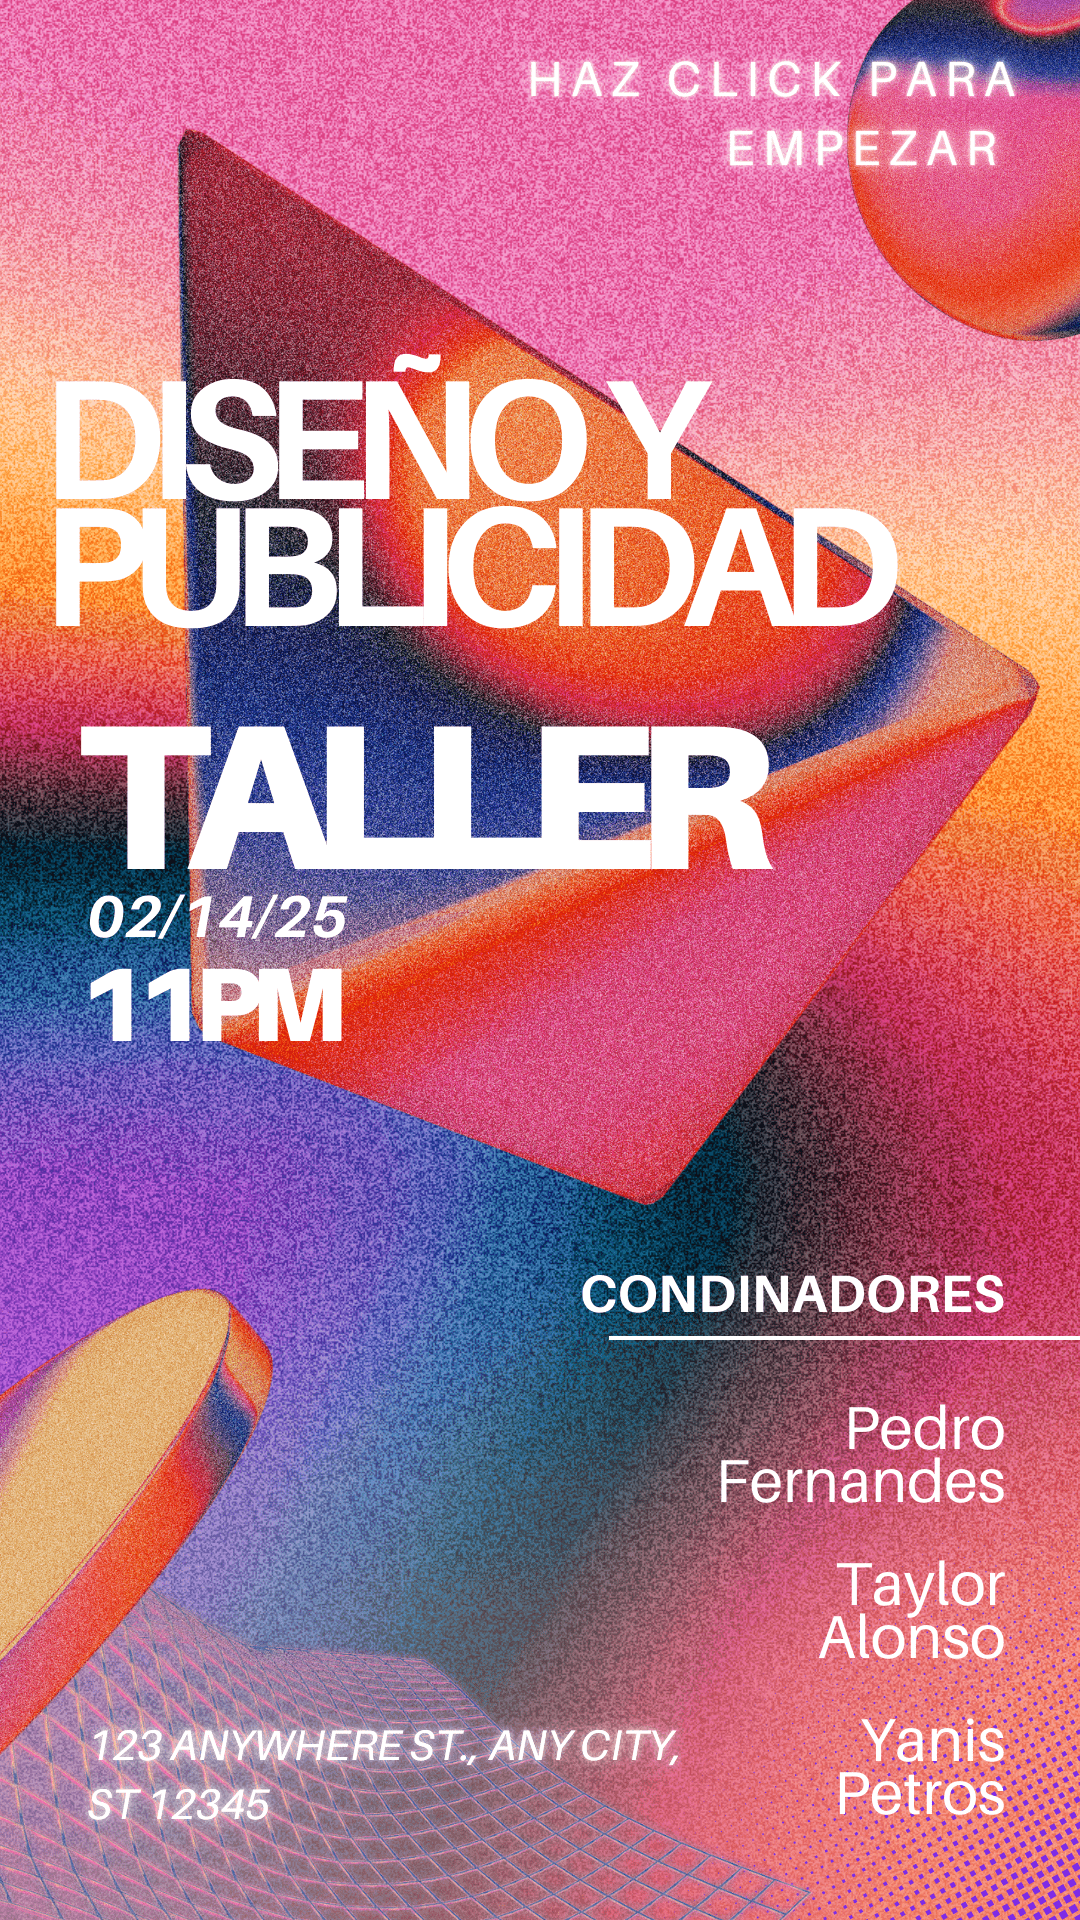 HAZ CLICK PARA
EMPEZAR
DISEÑO Y
PUBLICIDAD
TALLER
02/14/25
11PM
CONDINADORES
Pedro
Fernandes
Taylor
Alonso
Yanis
Petros
123 ANYWHERE ST., ANY CITY,
ST 12345